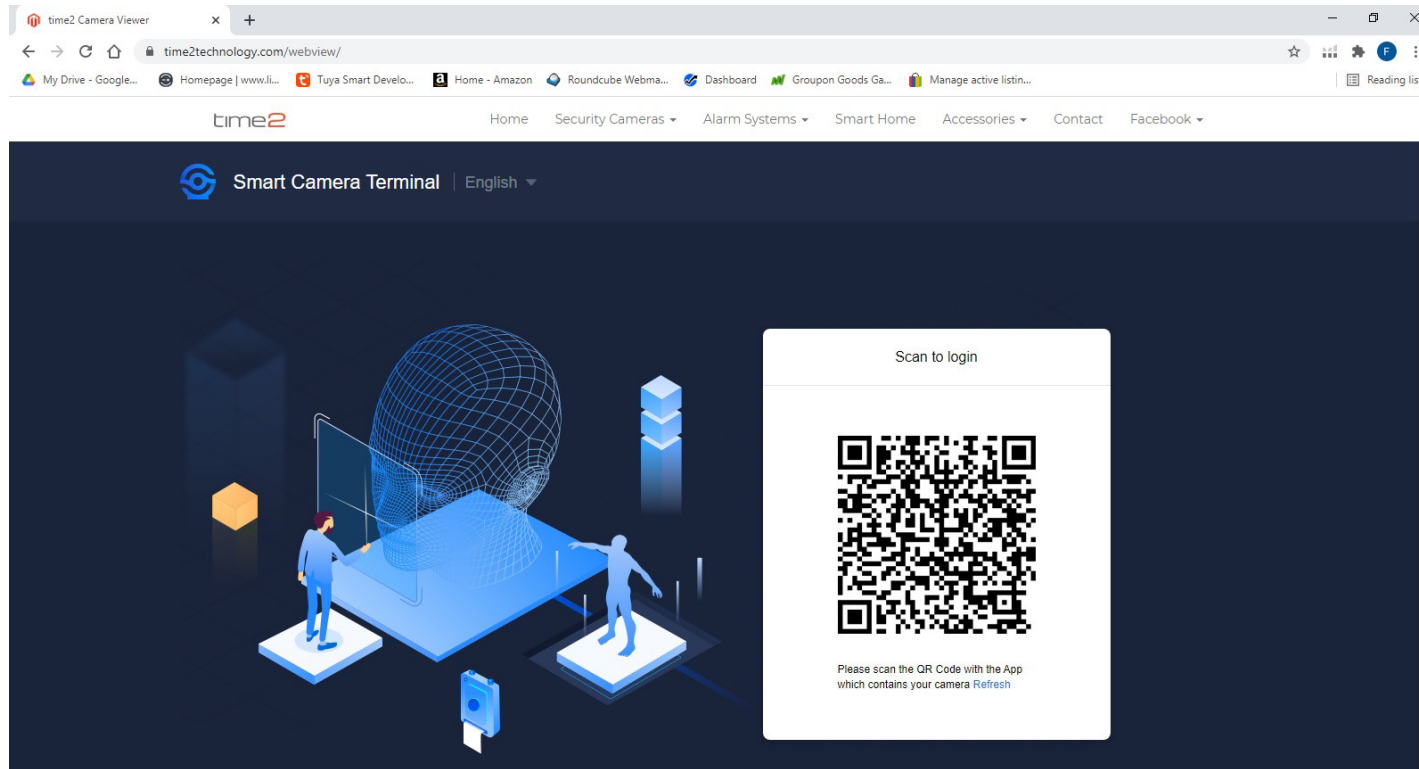 time2 Camera Viewer
time2technology.com/webview/
F
My Drive - Google... Homepage | www.li... Tuya Smart Develo... Home - Amazon Roundcube Webma... Dashboard Groupon Goods Ga... Manage active listin... Reading lis
time2 Home Security Cameras Alarm Systems Smart Home Accessories Contact Facebook
Smart Camera Terminal English
Scan to login
Please scan the QR Code with the App
which contains your camera Refresh